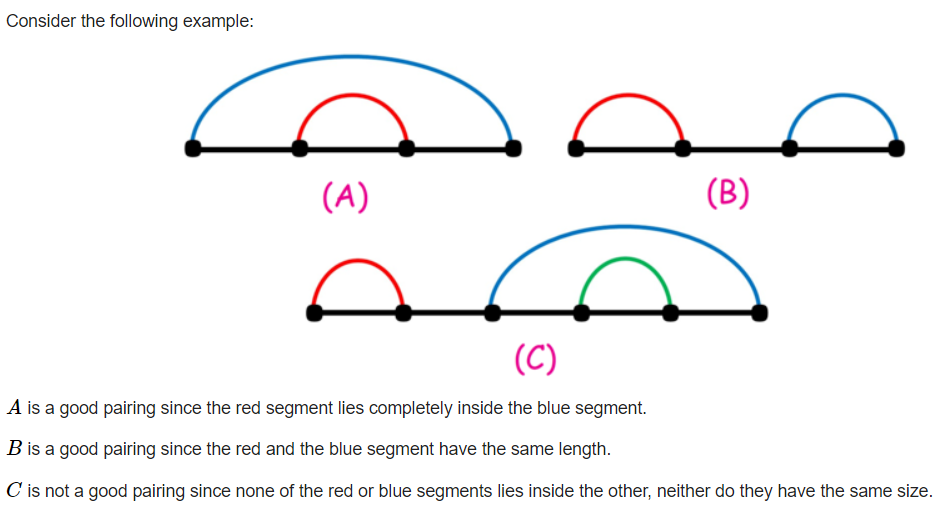 Consider the following example:
(A)
(B)
(C)
A is a good pairing since the red segment lies completely inside the blue segment.
B is a good pairing since the red and the blue segment have the same length.
C is not a good pairing since none of the red or blue segments lies inside the other, neither do they have the same size.